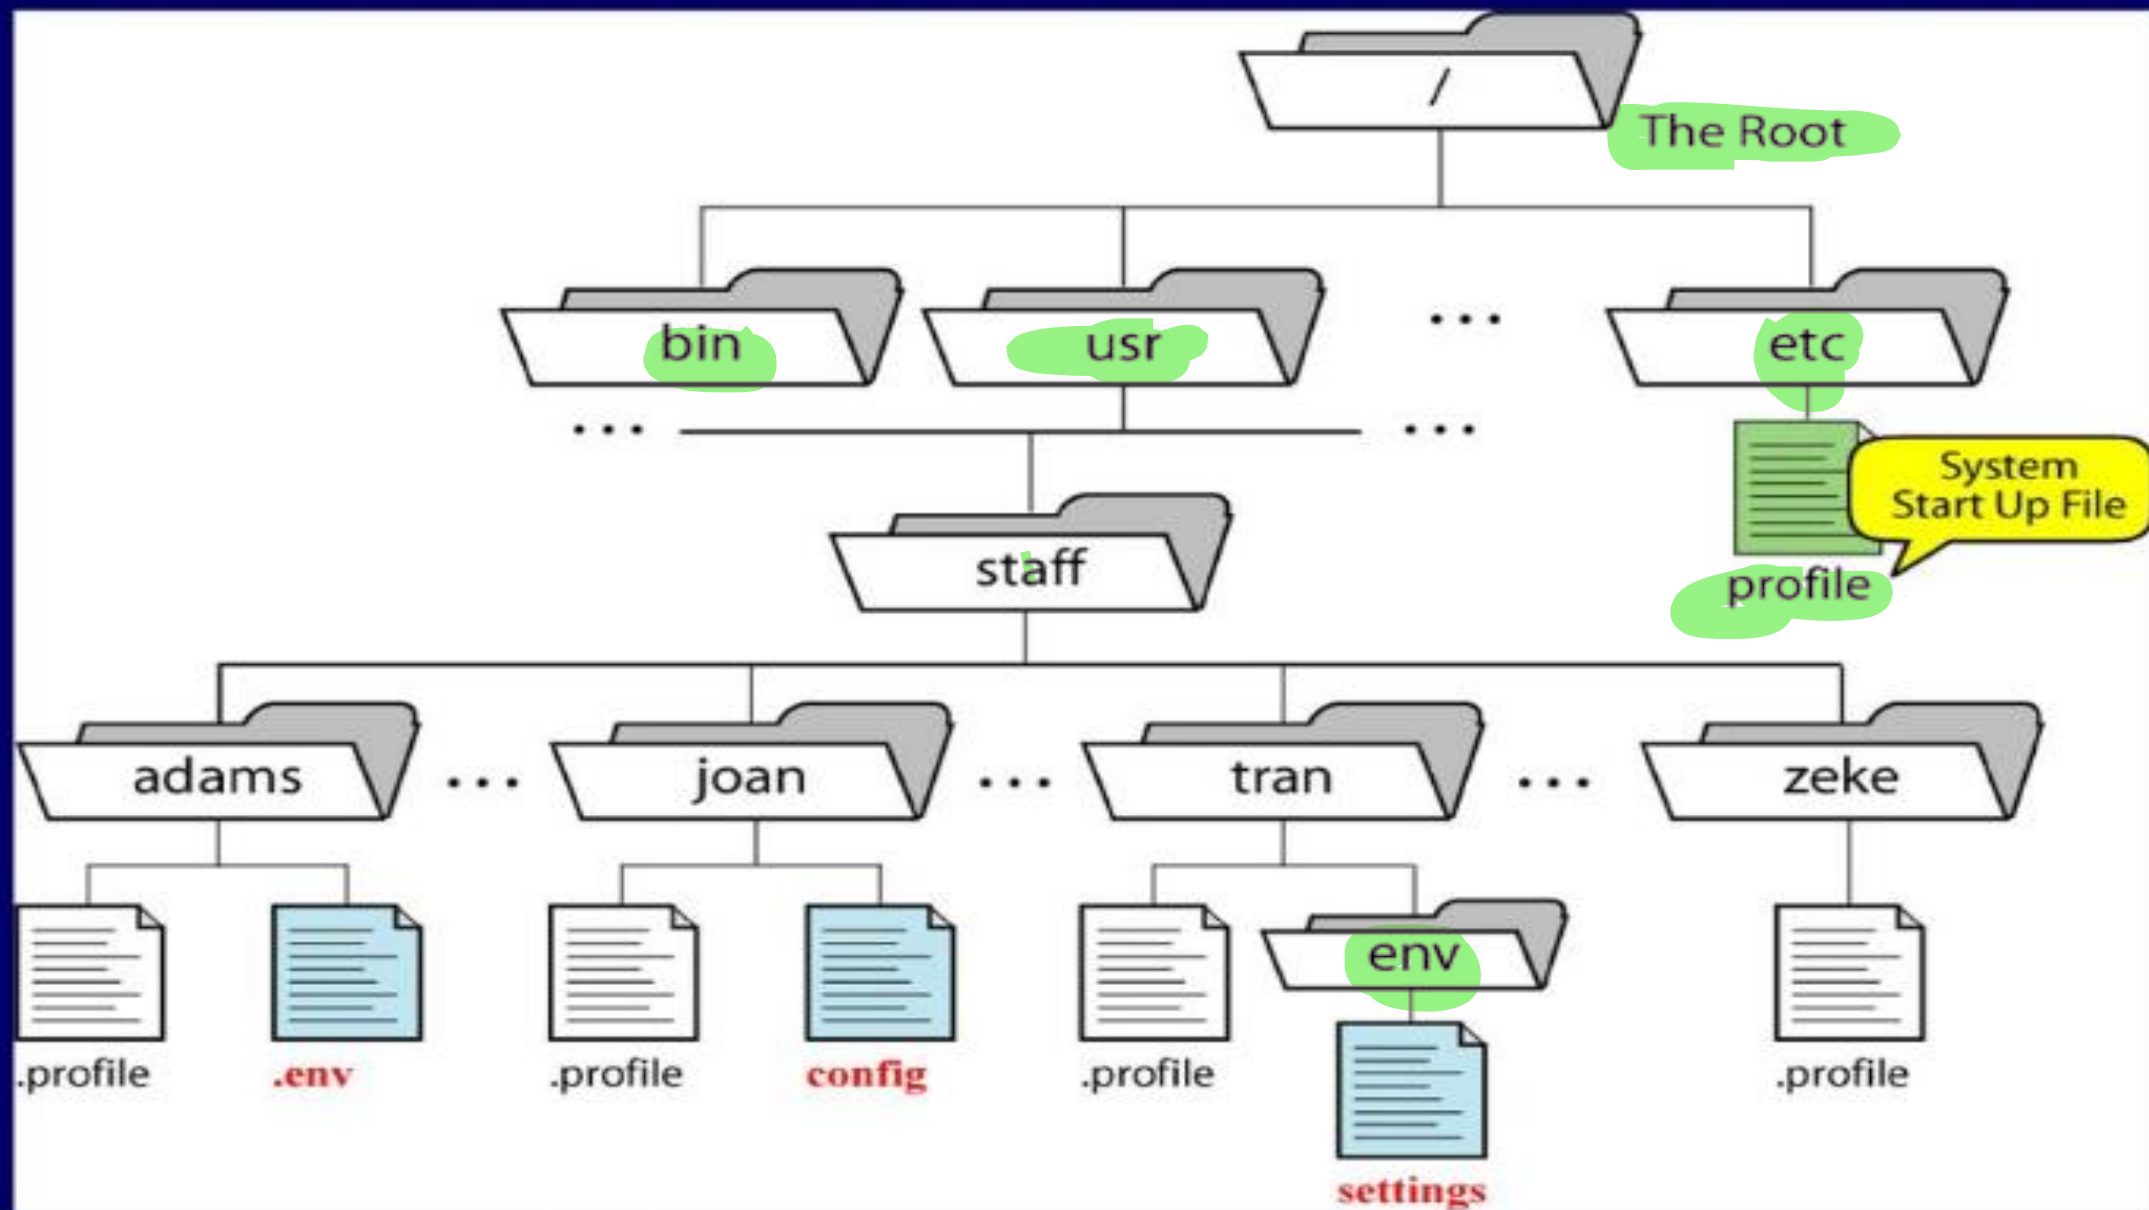 /
The Root
bin
usr
...
etc
...
...
System
Start Up File
staff
profile
adams
...
joan
...
tran
...
zeke
env
.profile
.env
.profile
config
.profile
.profile
settings